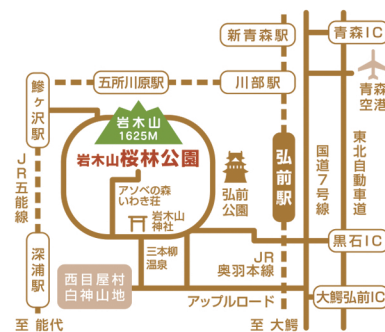 新青森駅
青森IC
五所川原駅
川部駅
青森
空港
鰺ヶ沢駅
岩木山
1625M
岩木山桜林公園
弘前駅
国道7号線
東北自動車道
アソベの森
いわき荘
弘前
公園
岩木山
神社
JR五能線
深浦駅
三本柳
温泉
JR
奥羽本線
黒石IC
西目屋村
白神山地
アップルロード
大鰐弘前IC
至 能代
至 大鰐